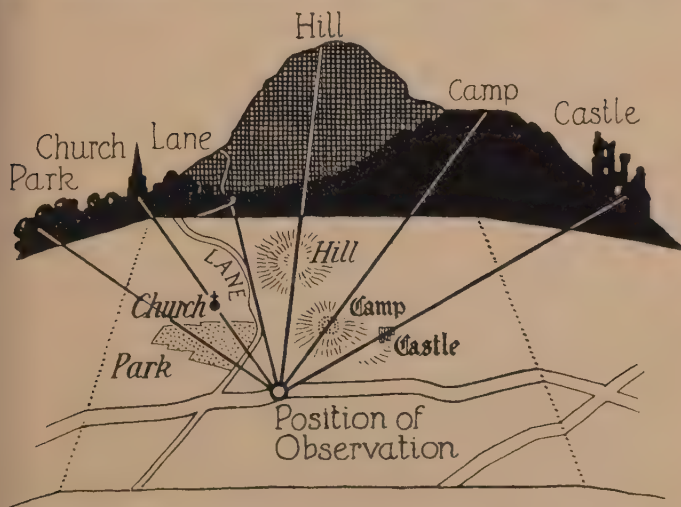 Hill
Camp
Castle
Lane
Church
Park
LANE
Hill
Church
Camp
Castle
Park
Position of
Observation